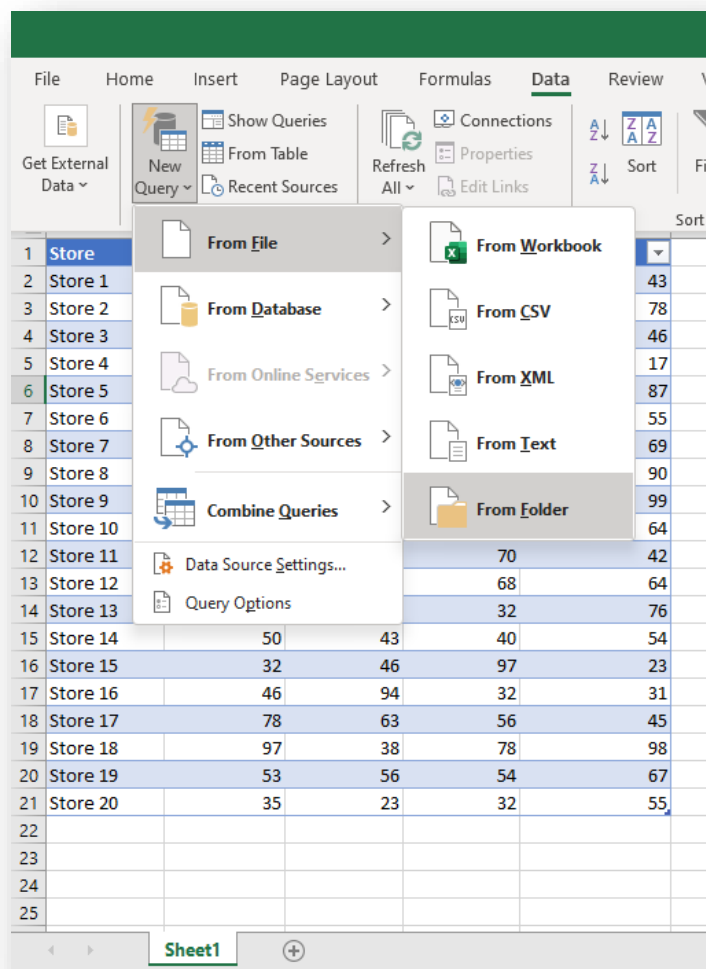 File Home Insert Page Layout Formulas Data Review
Get External Data
New Query
Show Queries
From Table
Recent Sources
Refresh All
Connections
Properties
Edit Links
Sort
Sort
From File
From Database
From Online Services
From Other Sources
Combine Queries
Data Source Settings...
Query Options
From Workbook
From CSV
From XML
From Text
From Folder
1 Store
2 Store 1 43
3 Store 2 78
4 Store 3 46
5 Store 4 17
6 Store 5 87
7 Store 6 55
8 Store 7 69
9 Store 8 90
10 Store 9 99
11 Store 10 64
12 Store 11 70 42
13 Store 12 68 64
14 Store 13 32 76
15 Store 14 50 43 40 54
16 Store 15 32 46 97 23
17 Store 16 46 94 32 31
18 Store 17 78 63 56 45
19 Store 18 97 38 78 98
20 Store 19 53 56 54 67
21 Store 20 35 23 32 55
22
23
24
25
Sheet1